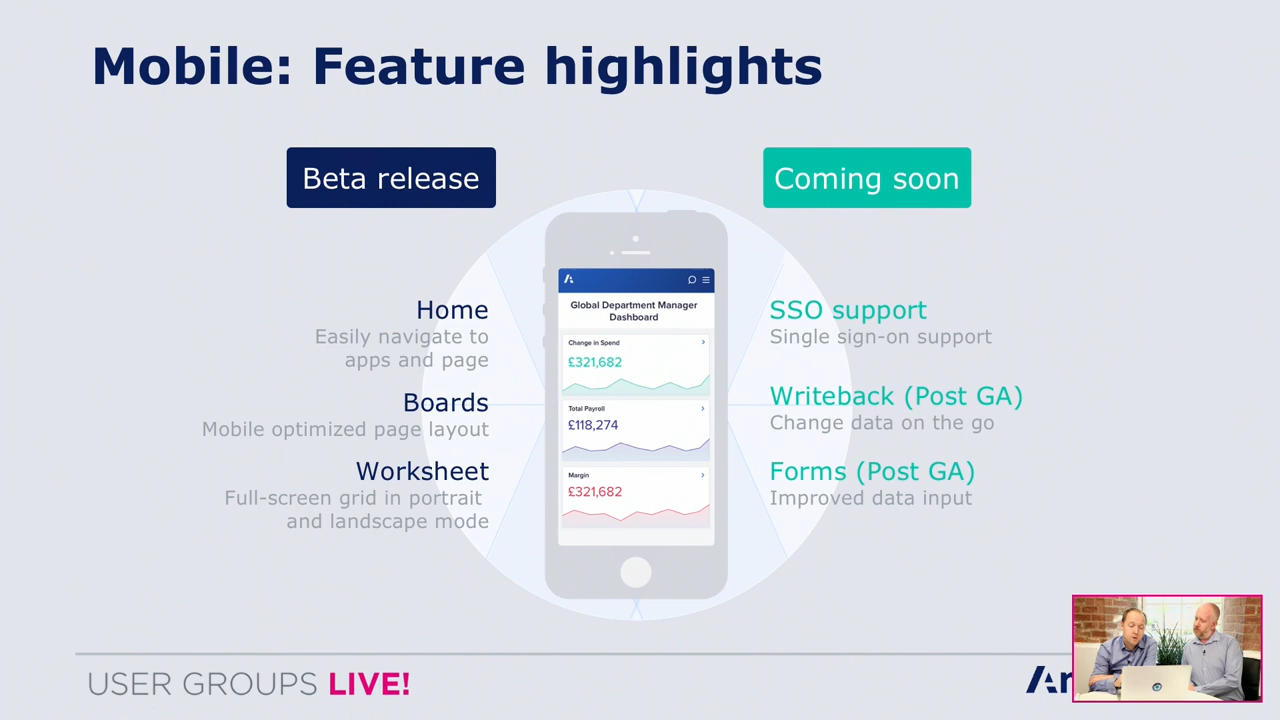 Mobile: Feature highlights
Beta release
Coming soon
Home
Easily navigate to
apps and page
Boards
Mobile optimized page layout
Worksheet
Full-screen grid in portrait
and landscape mode
Global Department Manager
Dashboard
Change in Spend
£321,682
Total Payroll
£118,274
Margin
£321,682
SSO support
Single sign-on support
Writeback (Post GA)
Change data on the go
Forms (Post GA)
Improved data input
USER GROUPS LIVE!